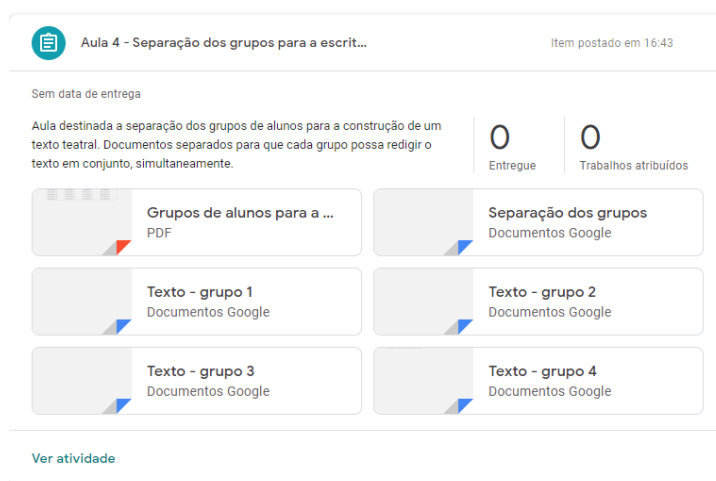 Aula 4 - Separação dos grupos para a escrit...
Item postado em 16:43
Sem data de entrega
Aula destinada a separação dos grupos de alunos para a construção de um
texto teatral. Documentos separados para que cada grupo possa redigir o
texto em conjunto, simultaneamente.
0
Entregue
0
Trabalhos atribuídos
Grupos de alunos para a ...
PDF
Separação dos grupos
Documentos Google
Texto - grupo 1
Documentos Google
Texto - grupo 2
Documentos Google
Texto - grupo 3
Documentos Google
Texto - grupo 4
Documentos Google
Ver atividade